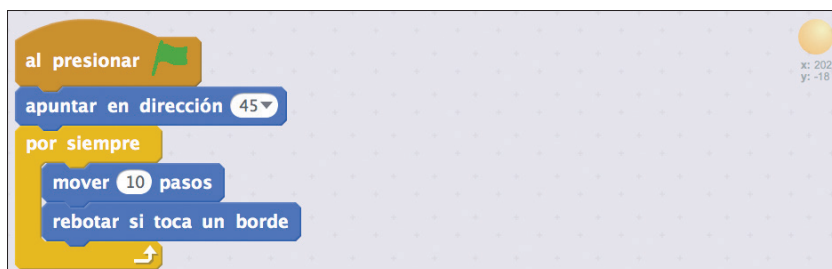 al presionar
apuntar en dirección 45
por siempre
mover 10 pasos
rebotar si toca un borde
x: 202
y: -18